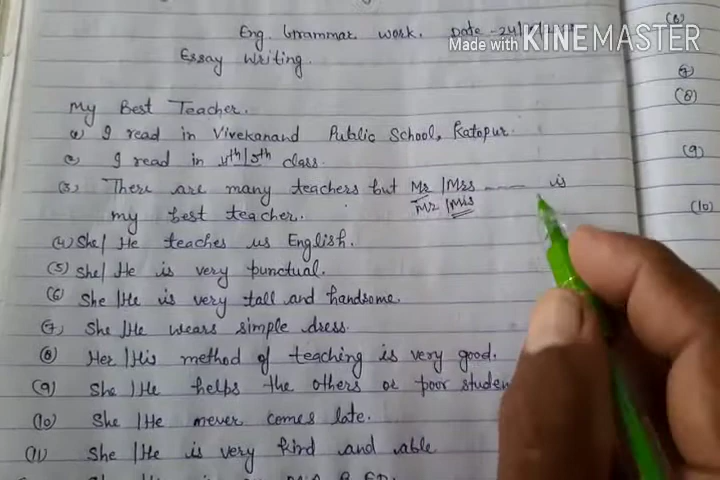 Eng. Grammar work. Date - 24/
Made with KINEMASTER
Essay Writing.
My Best Teacher.
(1) I read in Vivekanand Public School, Ratopur.
(2) I read in 4th/5th class.
(3) There are many teachers but Mr/Mrs —— is
Mr/Mis
my best teacher.
(4) She/He teaches us English.
(5) She/He is very punctual.
(6) She/He is very tall and handsome.
(7) She/He wears simple dress.
(8) Her/His method of teaching is very good.
(9) She/He helps the others or poor studen
(10) She/He never comes late.
(11) She/He is very kind and able
(6)
(7)
(8)
(9)
(10)